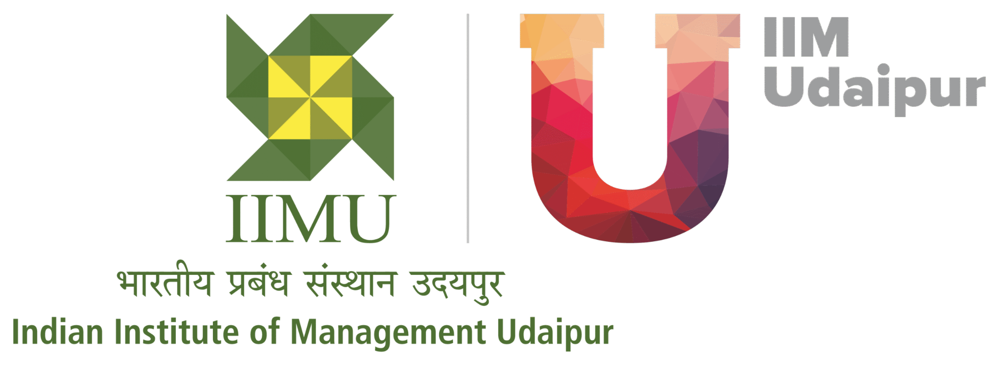 IIMU
भारतीय प्रबंध संस्थान उदयपुर
Indian Institute of Management Udaipur
U
IIM
Udaipur